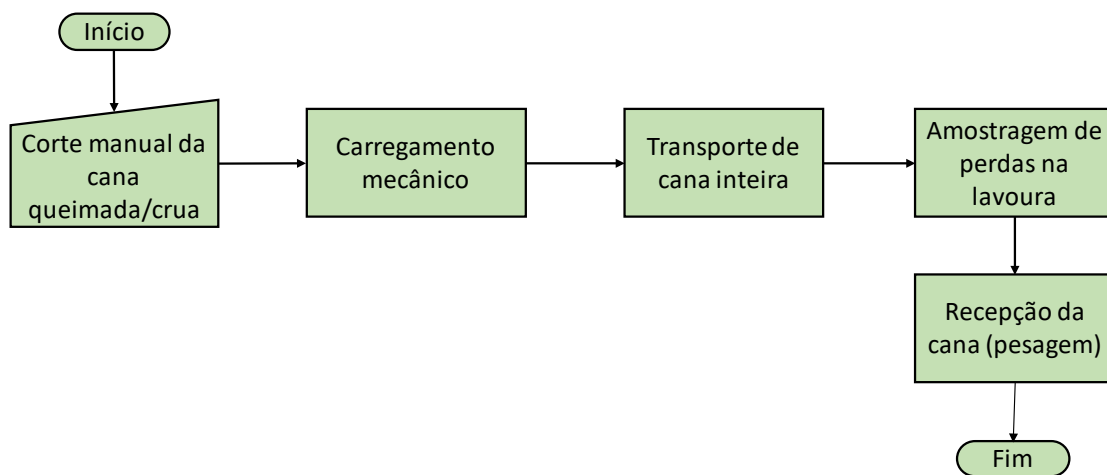 Início
Corte manual da
cana
queimada/crua
Carregamento
mecânico
Transporte de
cana inteira
Amostragem de
perdas na
lavoura
Recepção da
cana (pesagem)
Fim